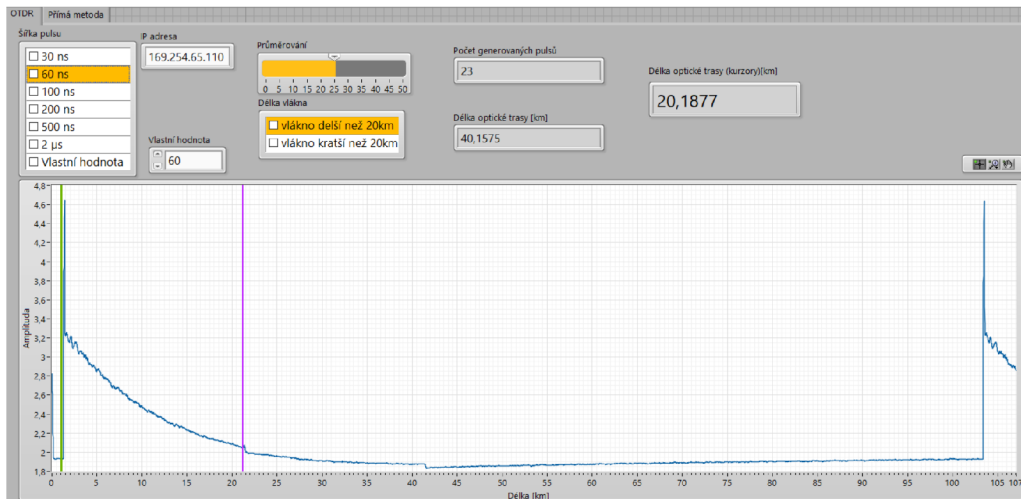 OTDR Přímá metoda
Šířka pulsu
30 ns
60 ns
100 ns
200 ns
500 ns
2 µs
Vlastní hodnota
IP adresa
169.254.65.110
Vlastní hodnota
60
Průměrování
0 5 10 15 20 25 30 35 40 45 50
Délka vlákna
vlákno delší než 20km
vlákno kratší než 20km
Počet generovaných pulsů
23
Délka optické trasy [km]
40,1575
Délka optické trasy (kurzory)[km]
20,1877
Amplituda
4,8
4,6
4,4
4,2
4
3,8
3,6
3,4
3,2
3
2,8
2,6
2,4
2,2
2
1,8
0 5 10 15 20 25 30 35 40 45 50 55 60 65 70 75 80 85 90 95 100 105 107
Délka [km]